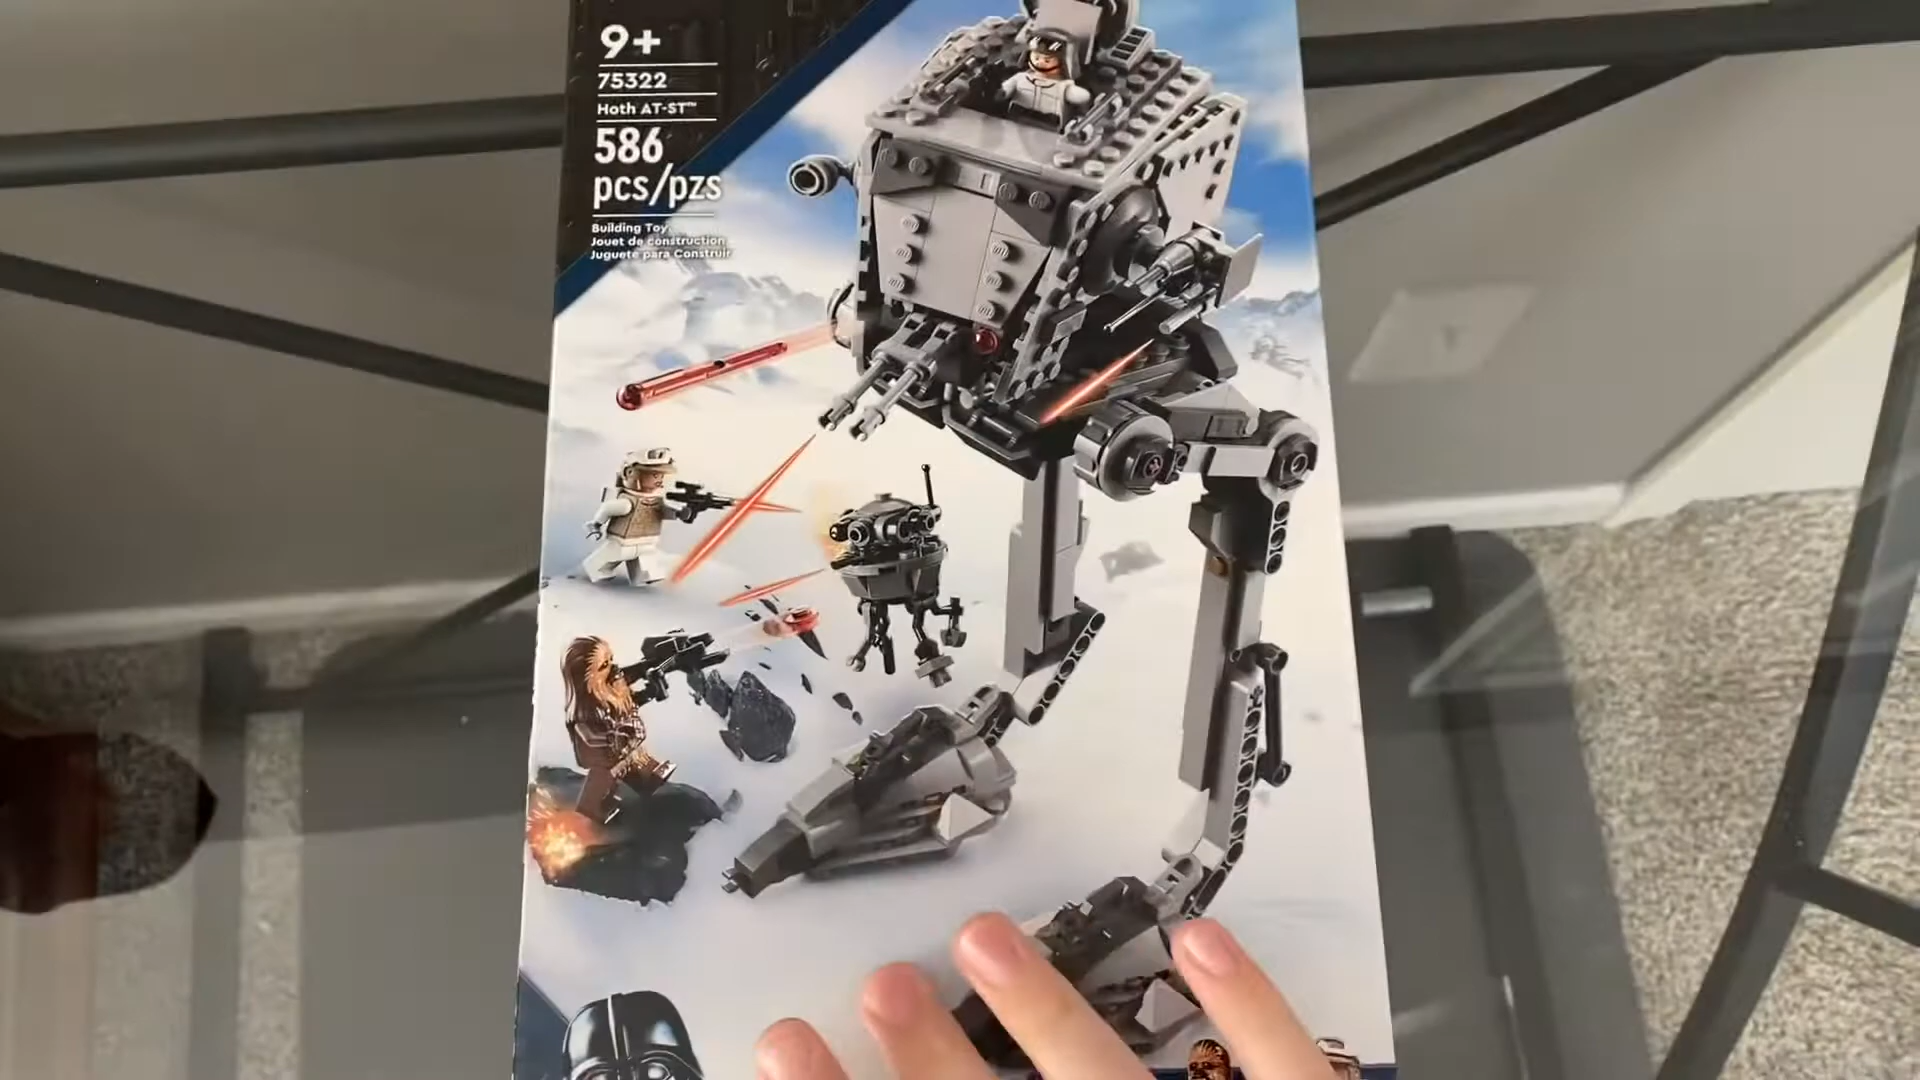 9+
75322
Hoth AT-ST™
586
pcs/pzs
Building Toy
Jouet de construction
Juguete para Construir